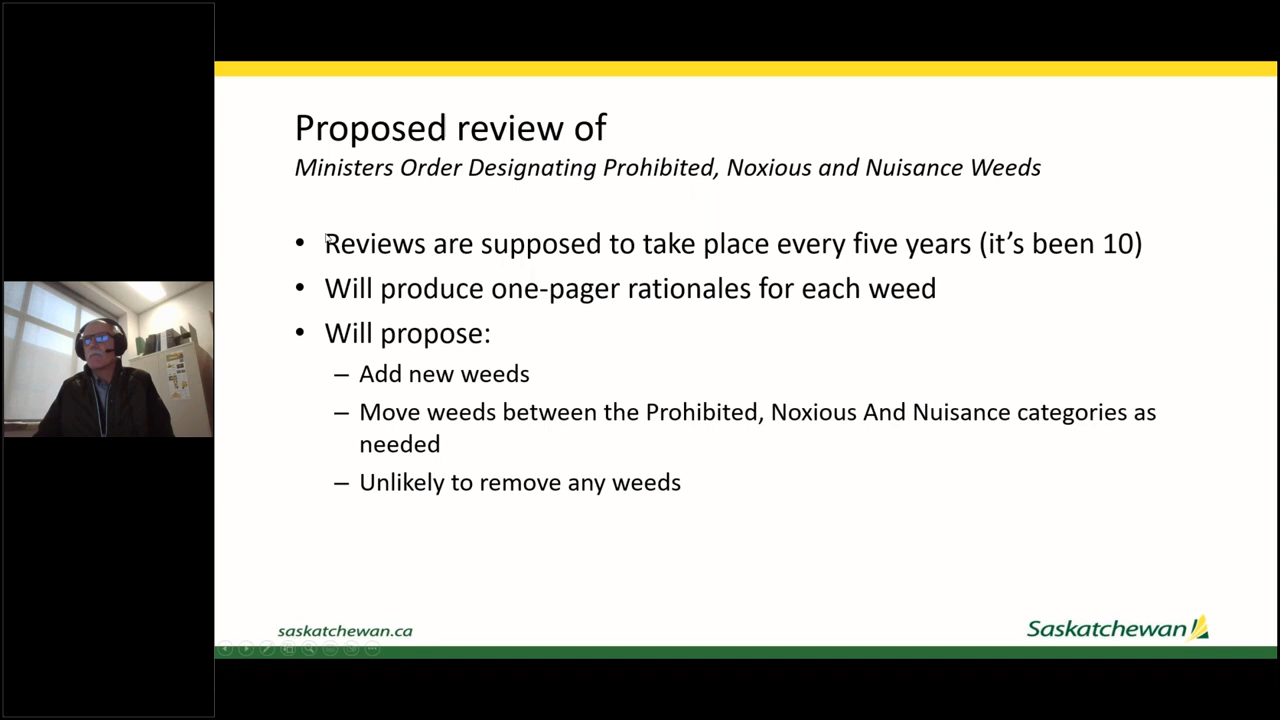 Proposed review of
Ministers Order Designating Prohibited, Noxious and Nuisance Weeds
• Reviews are supposed to take place every five years (it's been 10)
• Will produce one-pager rationales for each weed
• Will propose:
– Add new weeds
– Move weeds between the Prohibited, Noxious And Nuisance categories as
needed
– Unlikely to remove any weeds
saskatchewan.ca
Saskatchewan